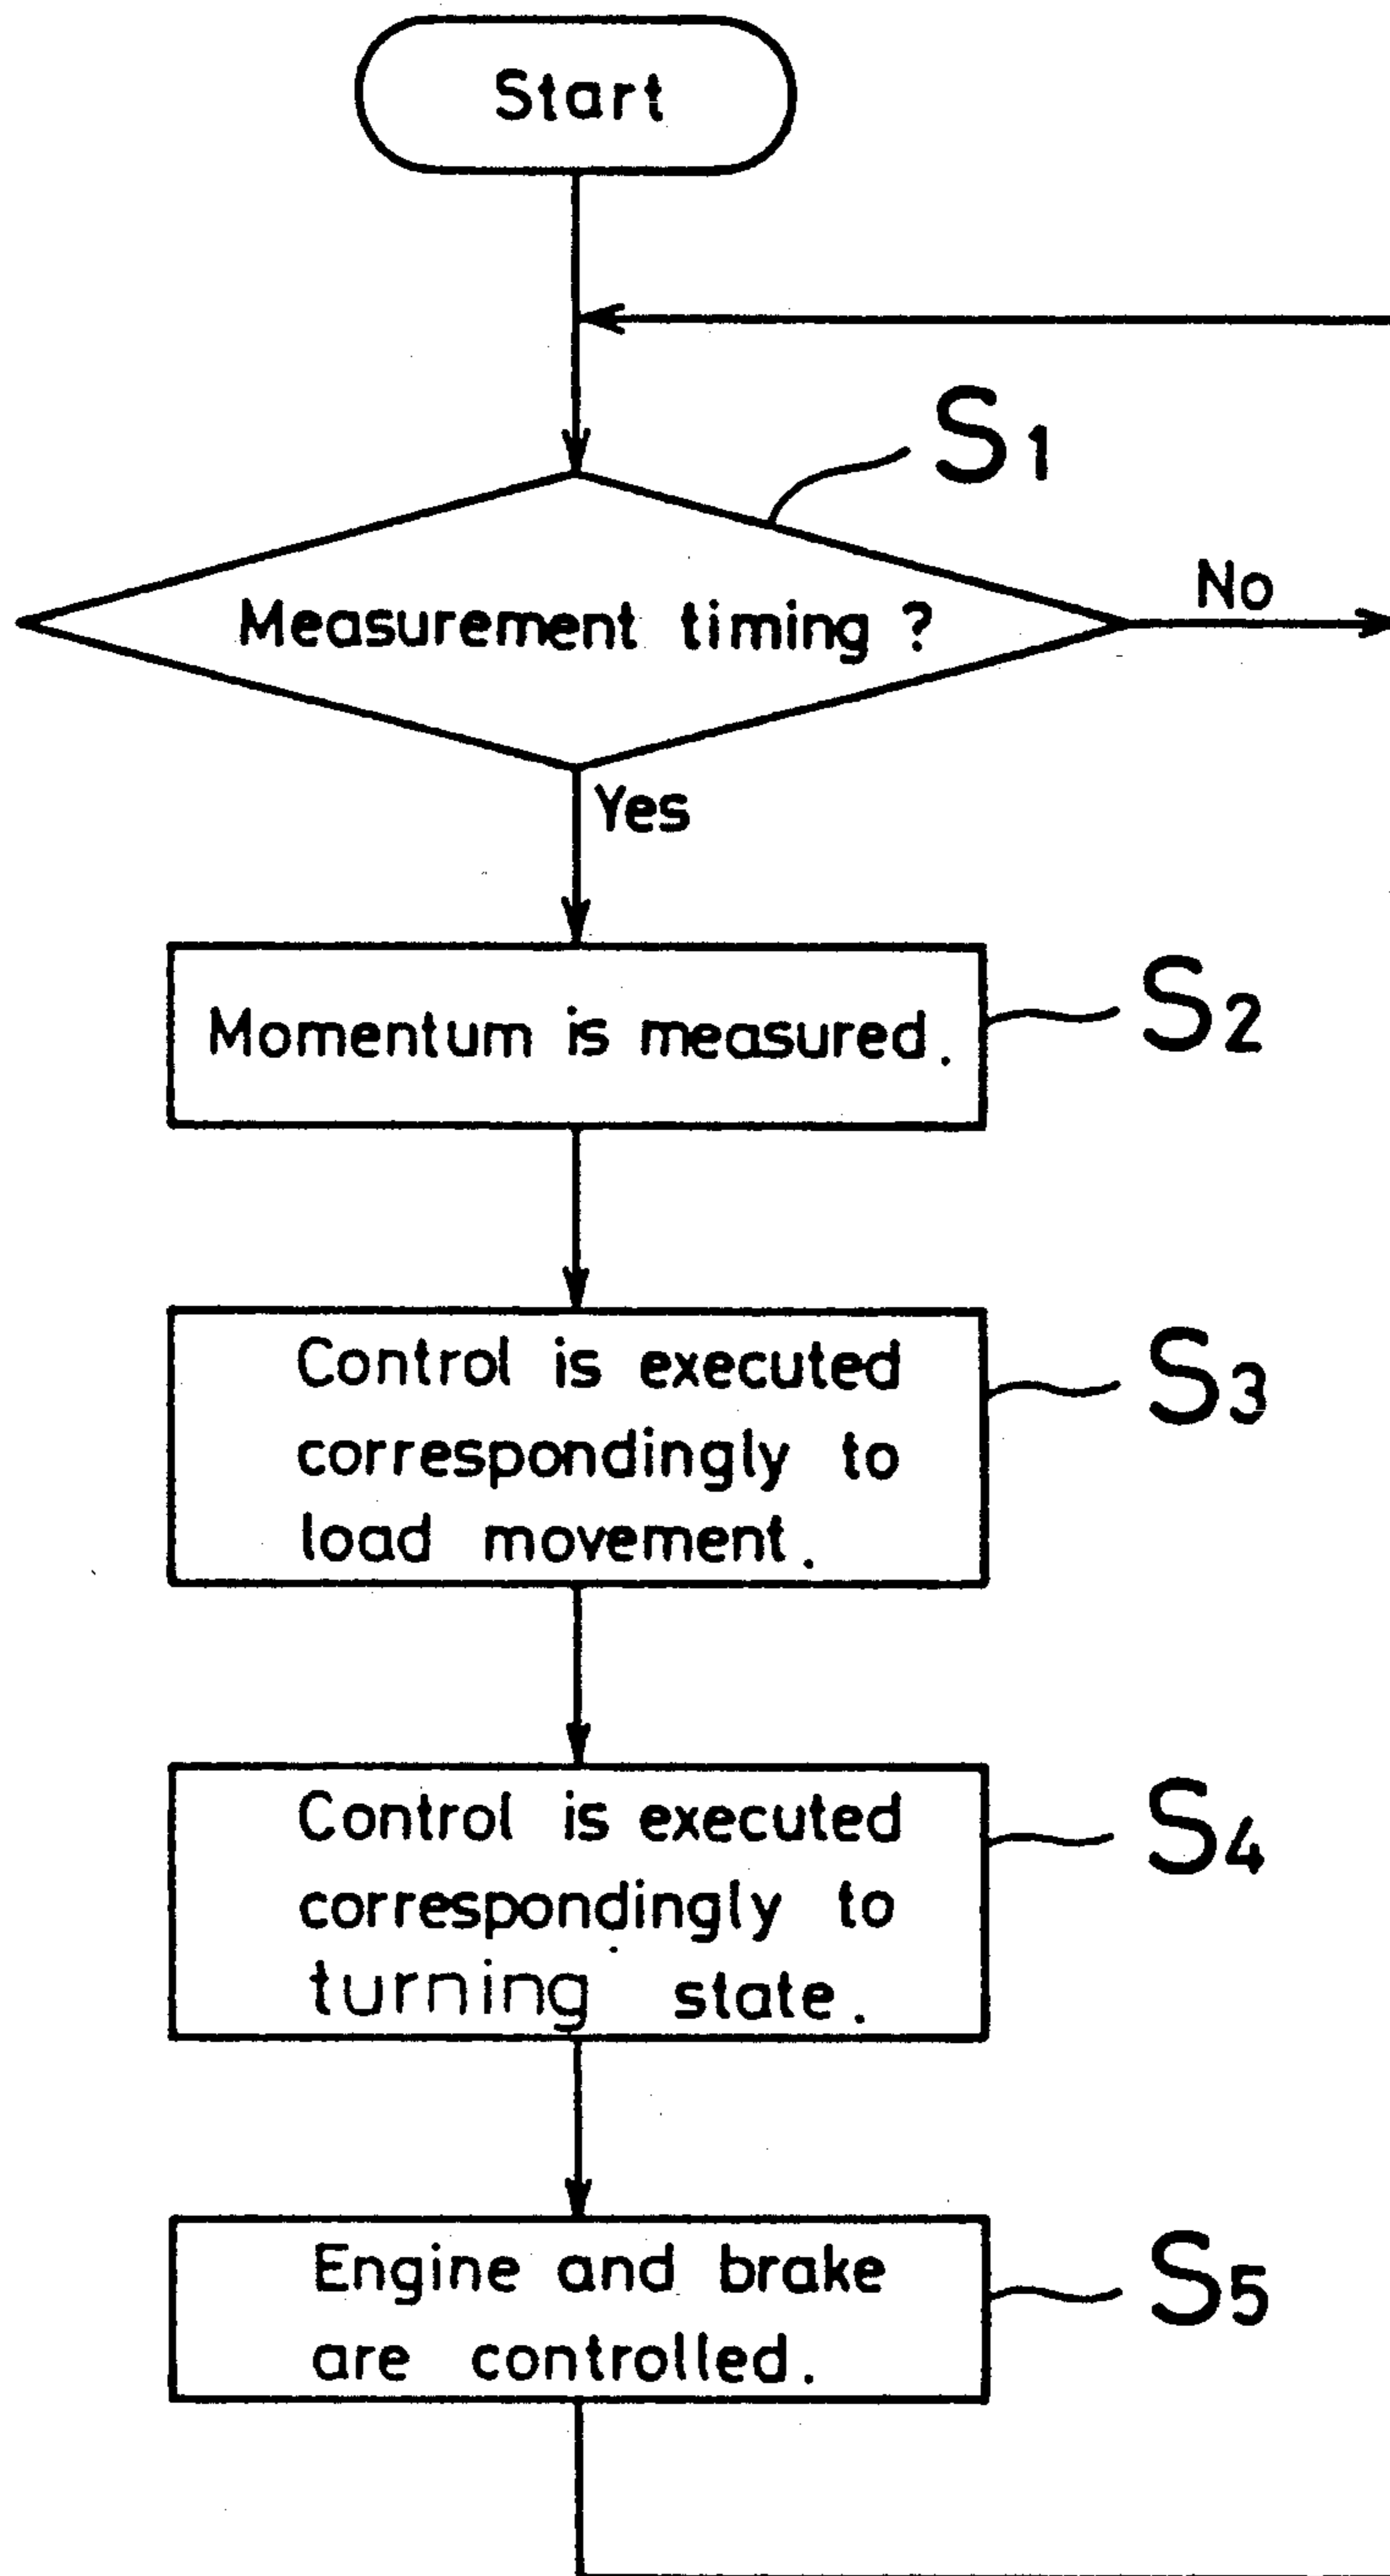 Start
S1
Measurement timing ?
No
Yes
Momentum is measured.
S2
Control is executed
correspondingly to
load movement.
S3
Control is executed
correspondingly to
turning state.
S4
Engine and brake
are controlled.
S5